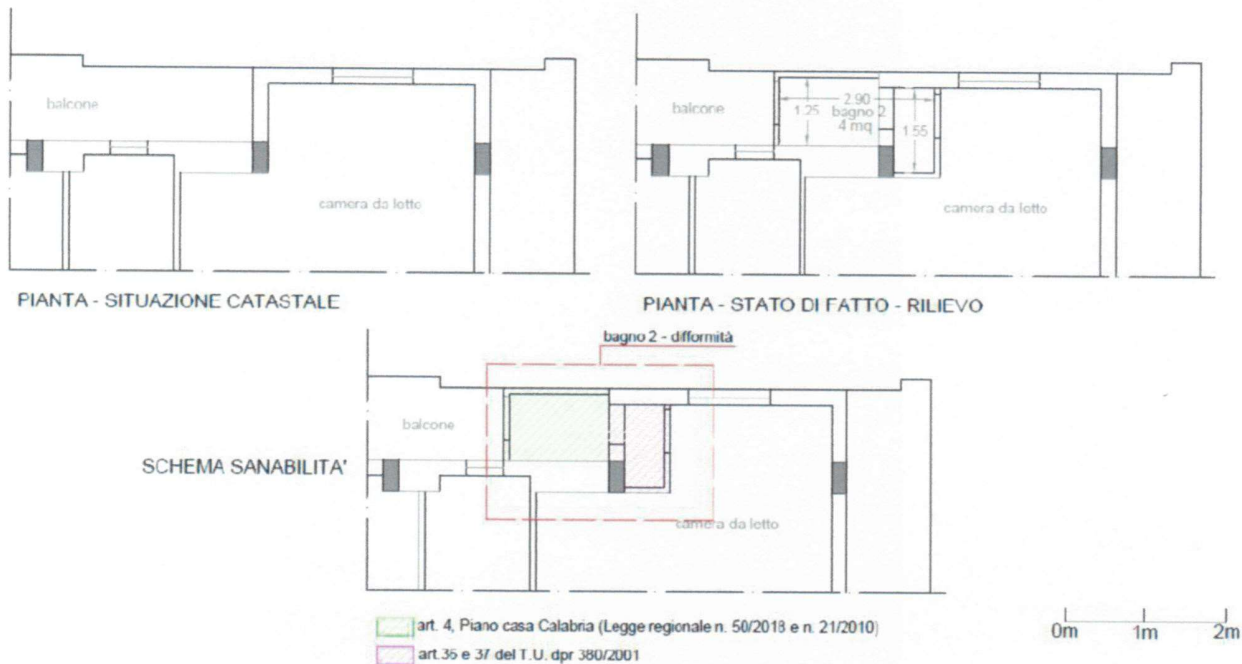 balcone
camera da letto
PIANTA - SITUAZIONE CATASTALE
balcone
2.90
1.25
bagno 2
4 mq
1.55
camera da letto
PIANTA - STATO DI FATTO - RILIEVO
bagno 2 - difformità
balcone
SCHEMA SANABILITA'
camera da letto
art. 4, Piano casa Calabria (Legge regionale n. 50/2018 e n. 21/2010)
art.36 e 37 del T.U. dpr 380/2001
0m 1m 2m